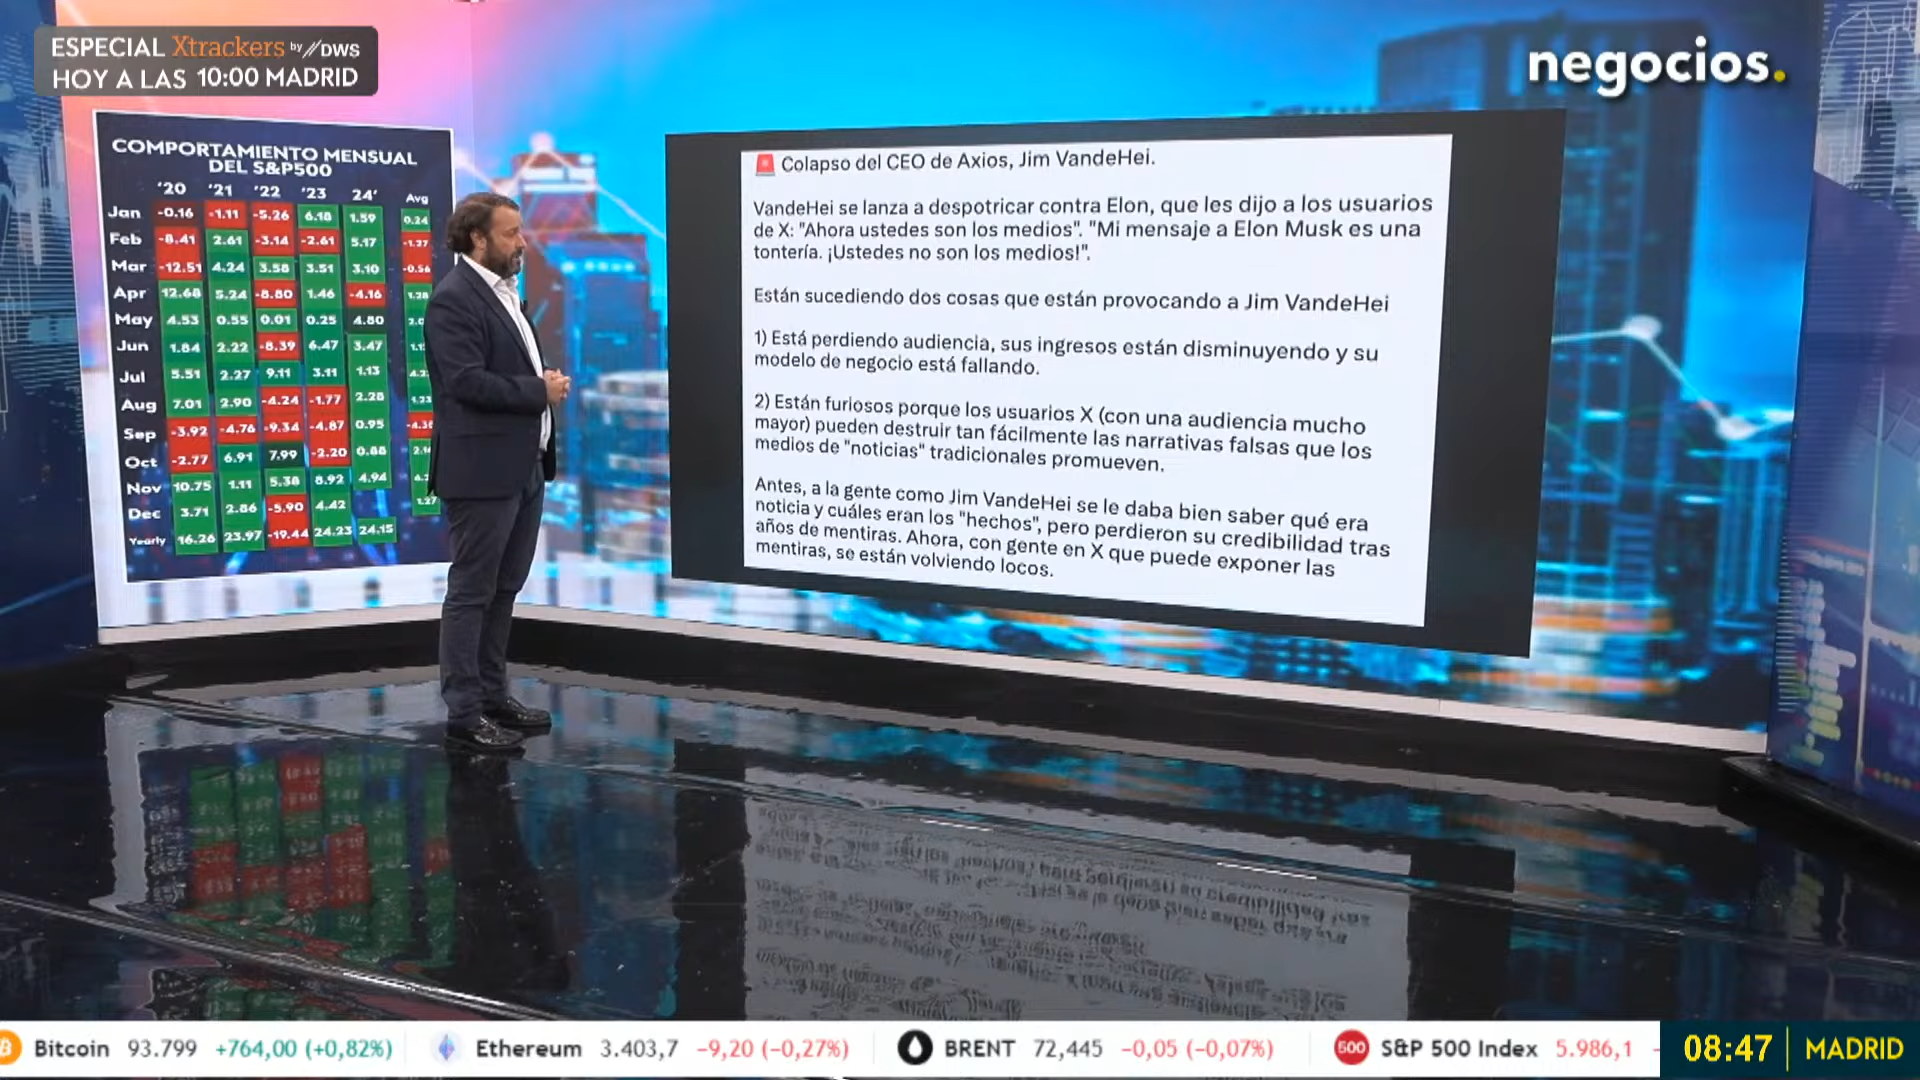 ESPECIAL Xtrackers by DWS
HOY A LAS 10:00 MADRID
negocios.
COMPORTAMIENTO MENSUAL
DEL S&P500
'20 '21 '22 '23 24' Avg
Jan -0.16 -1.11 -5.26 6.18 1.59 0.24
Feb -8.41 2.61 -3.14 -2.61 5.17 -1.27
Mar -12.51 4.24 3.58 3.51 3.10 -0.56
Apr 12.68 5.24 -8.80 1.46 -4.16 1.28
May 4.53 0.55 0.01 0.25 4.80
Jun 1.84 2.22 -8.39 6.47 3.47
Jul 5.51 2.27 9.11 3.11 1.13
Aug 7.01 2.90 -4.24 -1.77 2.28 1.23
Sep -3.92 -4.76 -9.34 -4.87 0.95
Oct -2.77 6.91 7.99 -2.20 0.88
Nov 10.75 1.11 5.38 8.92 4.94
Dec 3.71 2.86 -5.90 4.42 1.27
Yearly 16.26 23.97 -19.44 24.23 24.15
Colapso del CEO de Axios, Jim VandeHei.
VandeHei se lanza a despotricar contra Elon, que les dijo a los usuarios
de X: "Ahora ustedes son los medios". "Mi mensaje a Elon Musk es una
tontería. ¡Ustedes no son los medios!".
Están sucediendo dos cosas que están provocando a Jim VandeHei
1) Está perdiendo audiencia, sus ingresos están disminuyendo y su
modelo de negocio está fallando.
2) Están furiosos porque los usuarios X (con una audiencia mucho
mayor) pueden destruir tan fácilmente las narrativas falsas que los
medios de "noticias" tradicionales promueven.
Antes, a la gente como Jim VandeHei se le daba bien saber qué era
noticia y cuáles eran los "hechos", pero perdieron su credibilidad tras
años de mentiras. Ahora, con gente en X que puede exponer las
mentiras, se están volviendo locos.
Bitcoin 93.799 +764,00 (+0,82%) Ethereum 3.403,7 -9,20 (-0,27%) BRENT 72,445 -0,05 (-0,07%) 500 S&P 500 Index 5.986,1 - 08:47 MADRID